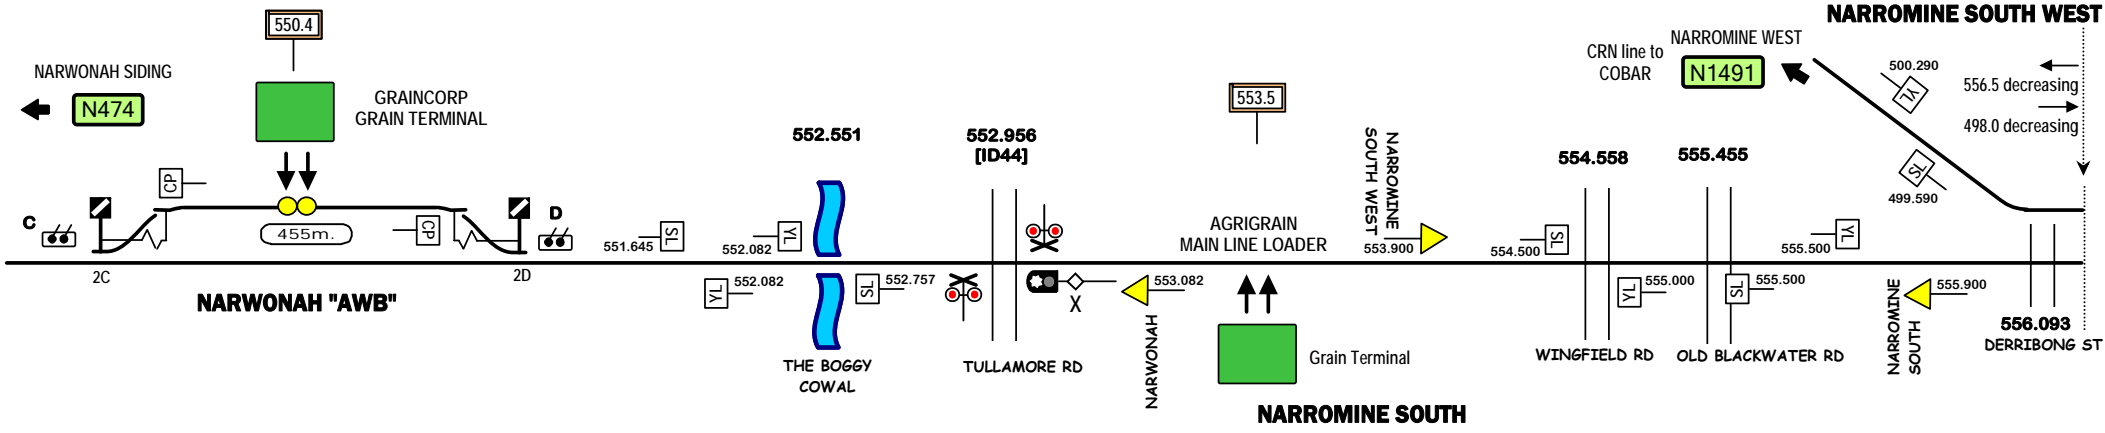 NARROMINE SOUTH WEST
550.4
NARWONAH SIDING
N474
GRAINCORP
GRAIN TERMINAL
CRN line to
COBAR
NARROMINE WEST
N1491
500.290
YL
556.5 decreasing
498.0 decreasing
553.5
552.551
552.956
[ID44]
NARROMINE
SOUTH WEST
553.900
554.558
555.455
SL
499.590
CP
C
455m.
CP
D
551.645
SL
552.082
YL
AGRIGRAIN
MAIN LINE LOADER
554.500
SL
555.500
YL
2C
2D
NARWONAH "AWB"
YL
552.082
SL
552.757
X
553.082
NARWONAH
YL
555.000
SL
555.500
NARROMINE
SOUTH
555.900
556.093
DERRIBONG ST
THE BOGGY
COWAL
TULLAMORE RD
Grain Terminal
WINGFIELD RD
OLD BLACKWATER RD
NARROMINE SOUTH